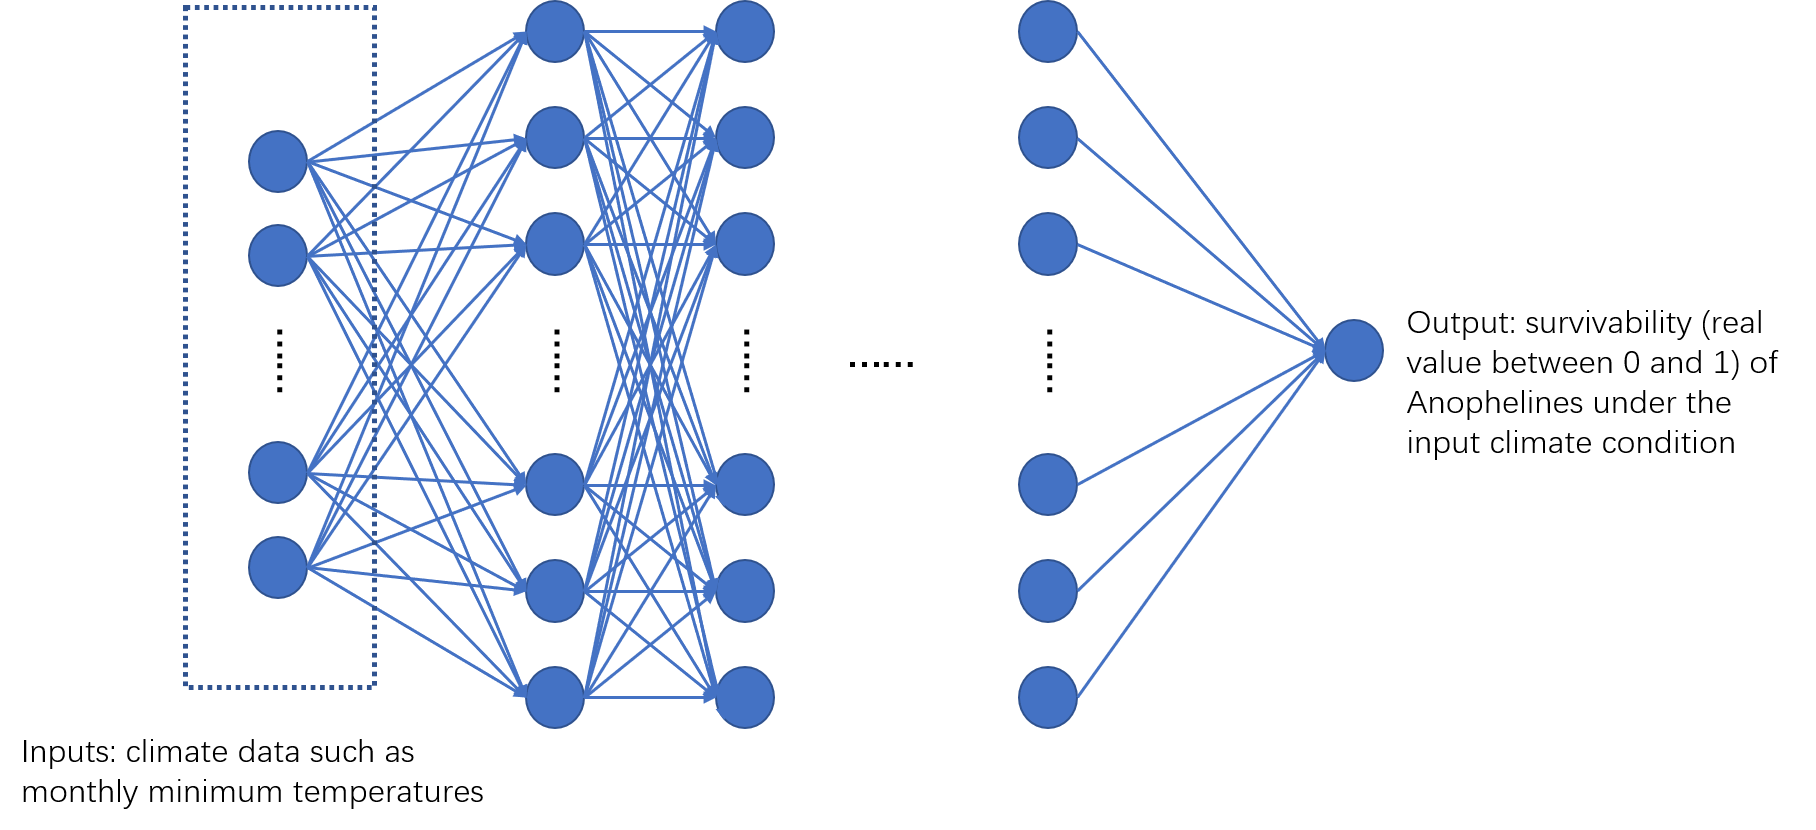 Output: survivability (real
value between 0 and 1) of
Anophelines under the
input climate condition
Inputs: climate data such as
monthly minimum temperatures